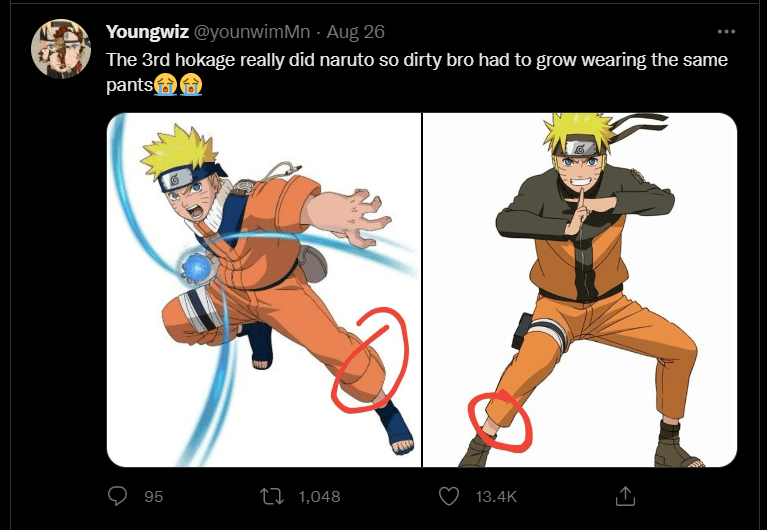 Youngwiz @younwimMn · Aug 26
The 3rd hokage really did naruto so dirty bro had to grow wearing the same
pants😭😭
95 1,048 13.4K